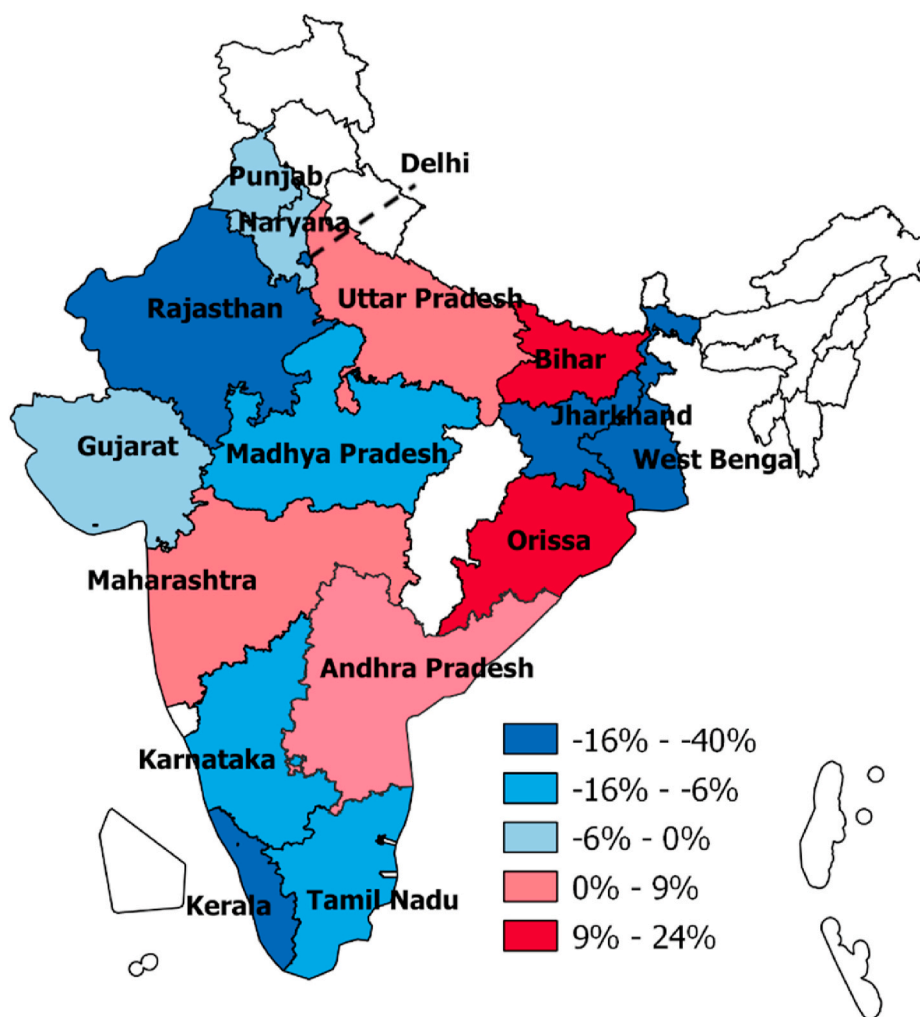 Delhi
Punjab
Naryana
Rajasthan
Uttar Pradesh
Bihar
Jharkhand
Gujarat
Madhya Pradesh
West Bengal
Orissa
Maharashtra
Andhra Pradesh
Karnataka
Kerala
Tamil Nadu
-16% - -40%
-16% - -6%
-6% - 0%
0% - 9%
9% - 24%